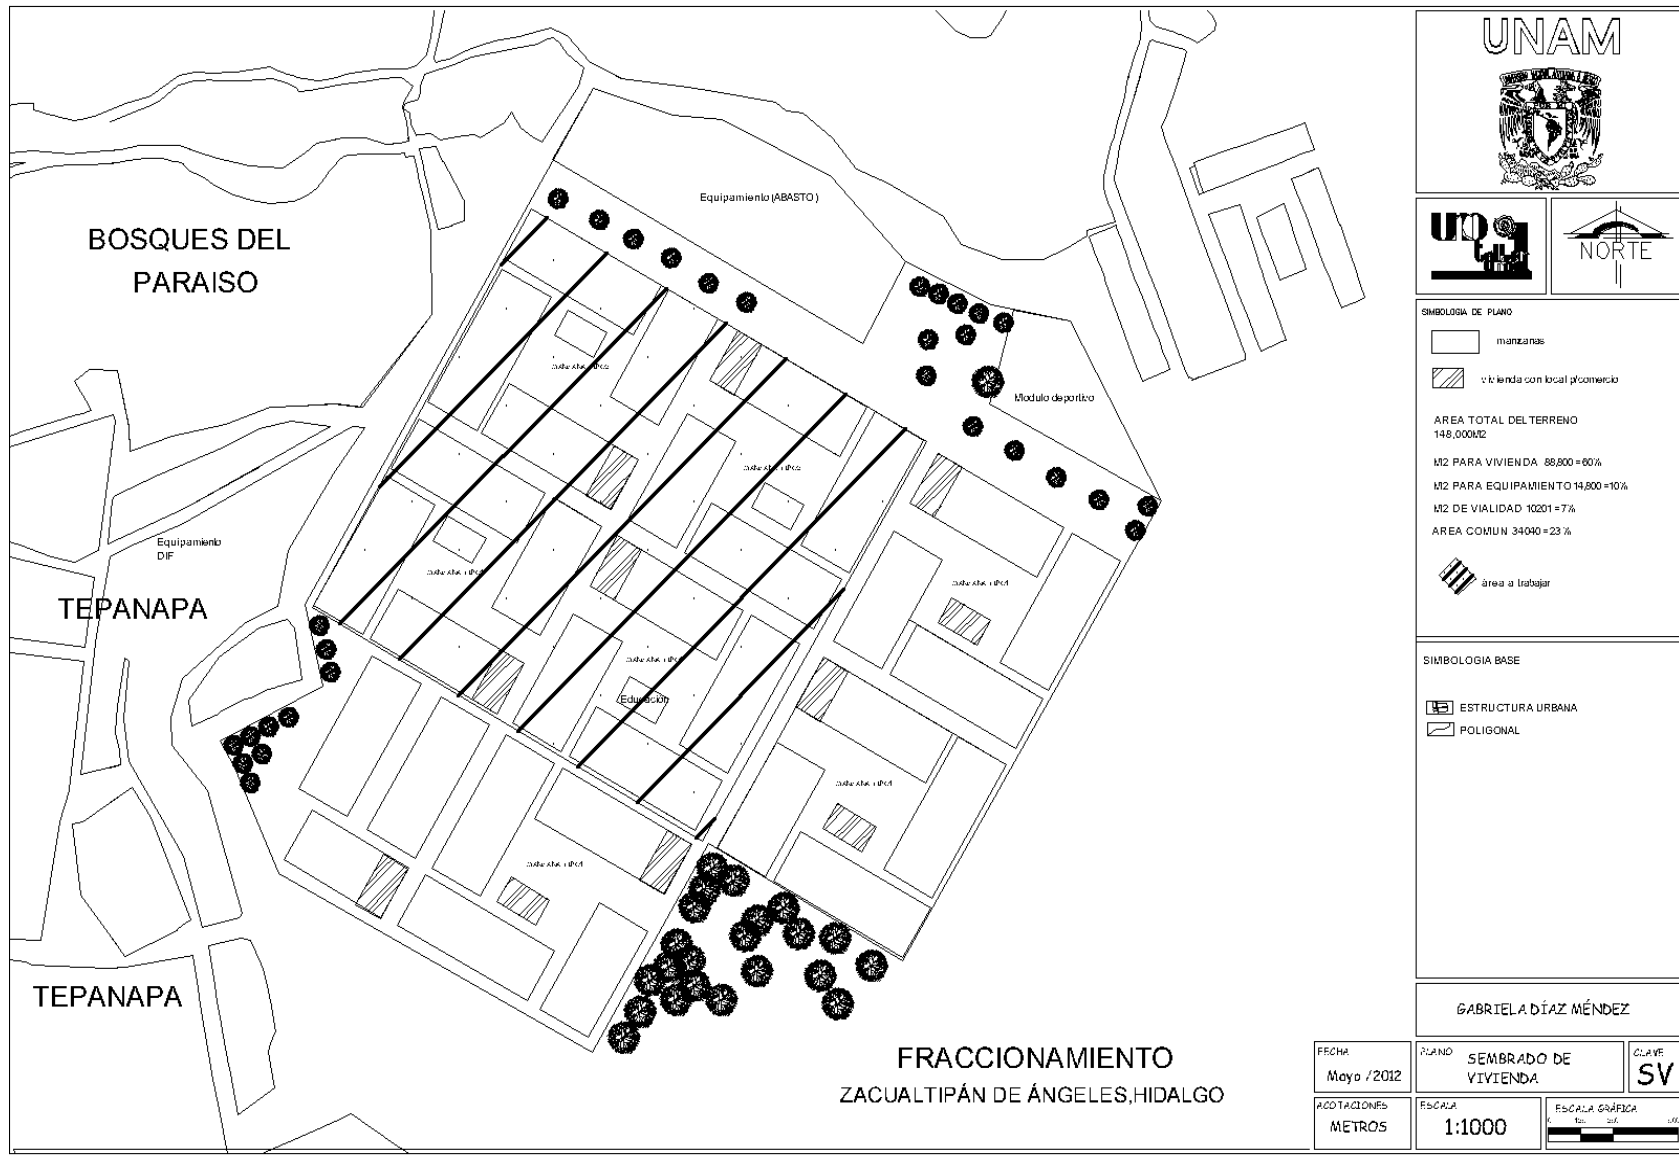 UNAM
BOSQUES DEL
PARAISO
Equipamiento (ABASTO)
Modulo deportivo
Equipamiento
DIF
TEPANAPA
Educación
TEPANAPA
FRACCIONAMIENTO
ZACUALTIPÁN DE ÁNGELES,HIDALGO
NORTE
SIMBOLOGIA DE PLANO
manzanas
vivienda con local p/comercio
AREA TOTAL DEL TERRENO
148,000M2
M2 PARA VIVIENDA 88,800 =60%
M2 PARA EQUIPAMIENTO 14,800 =10%
M2 DE VIALIDAD 10201 =7%
AREA COMUN 34040 =23 %
área a trabajar
SIMBOLOGIA BASE
ESTRUCTURA URBANA
POLIGONAL
GABRIELA DÍAZ MÉNDEZ
FECHA
Mayo /2012
PLANO
SEMBRADO DE
VIVIENDA
CLAVE
SV
ACOTACIONES
METROS
ESCALA
1:1000
ESCALA GRÁFICA